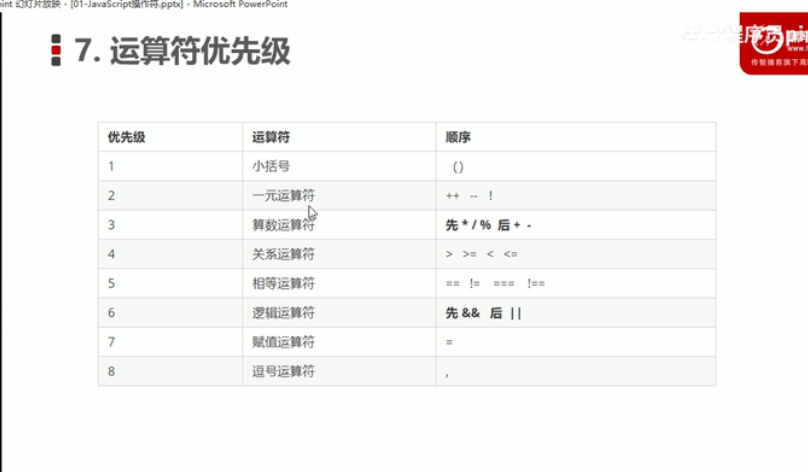 oint 幻灯片放映 - [01-JavaScript操作符.pptx] - Microsoft PowerPoint
7. 运算符优先级
传智播客旗下高
优先级 运算符 顺序
1 小括号 ()
2 一元运算符 ++ -- !
3 算数运算符 先 * / % 后 + -
4 关系运算符 > >= < <=
5 相等运算符 == != === !==
6 逻辑运算符 先 && 后 ||
7 赋值运算符 =
8 逗号运算符 ,